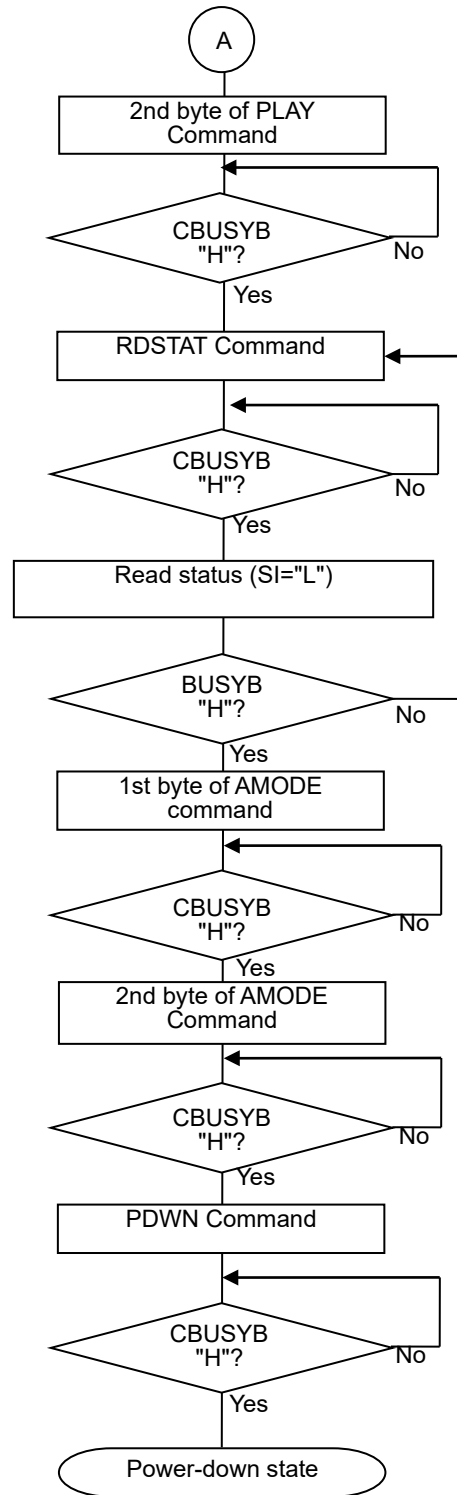 A
2nd byte of PLAY
Command
CBUSYB
"H"?
No
Yes
RDSTAT Command
CBUSYB
"H"?
No
Yes
Read status (SI="L")
BUSYB
"H"?
No
Yes
1st byte of AMODE
command
CBUSYB
"H"?
No
Yes
2nd byte of AMODE
Command
CBUSYB
"H"?
No
Yes
PDWN Command
CBUSYB
"H"?
No
Yes
Power-down state